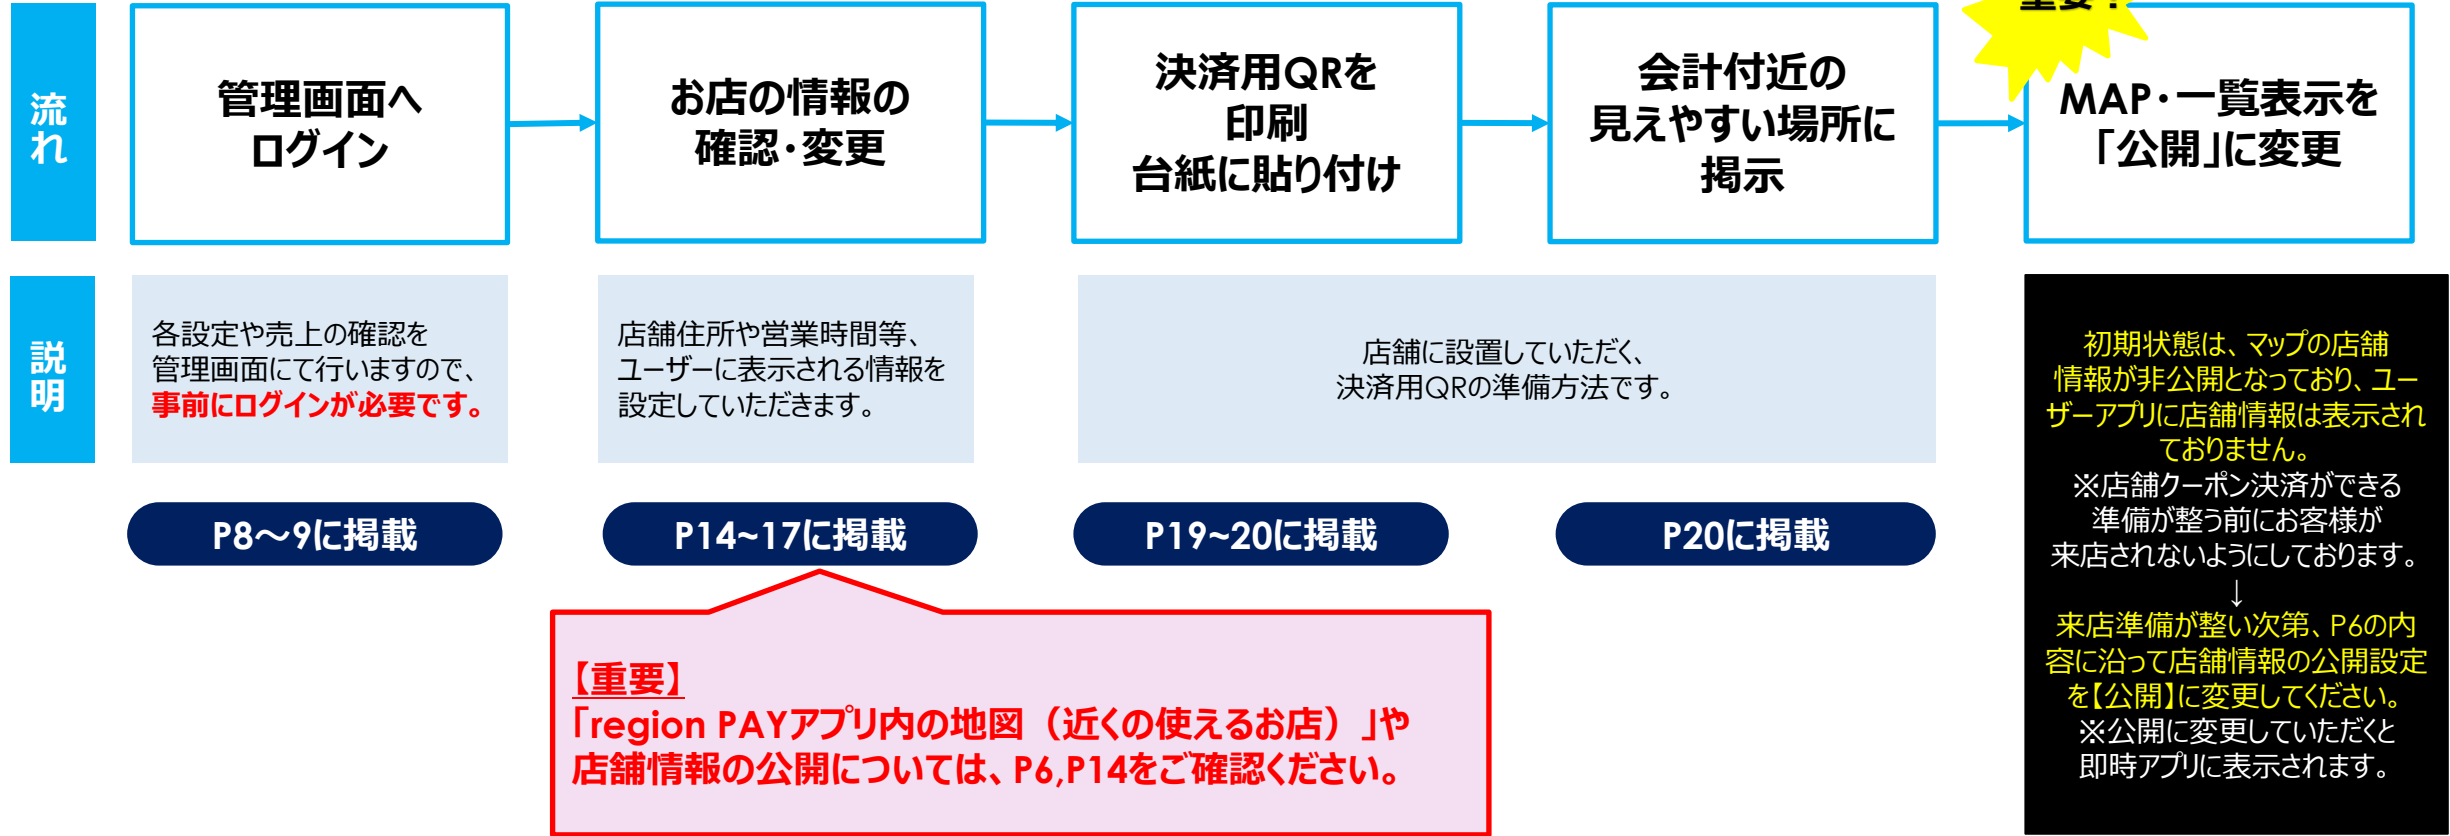 流れ
管理画面へ
ログイン
お店の情報の
確認・変更
決済用QRを
印刷
台紙に貼り付け
会計付近の
見えやすい場所に
掲示
重要！
MAP・一覧表示を
「公開」に変更
説明
各設定や売上の確認を
管理画面にて行いますので、
事前にログインが必要です。
店舗住所や営業時間等、
ユーザーに表示される情報を
設定していただきます。
店舗に設置していただく、
決済用QRの準備方法です。
初期状態は、マップの店舗
情報が非公開となっており、ユー
ザーアプリに店舗情報は表示され
ておりません。
※店舗クーポン決済ができる
準備が整う前にお客様が
来店されないようにしております。
↓
来店準備が整い次第、P6の内
容に沿って店舗情報の公開設定
を【公開】に変更してください。
※公開に変更していただくと
即時アプリに表示されます。
P8～9に掲載
P14~17に掲載
P19~20に掲載
P20に掲載
【重要】
「region PAYアプリ内の地図（近くの使えるお店）」や
店舗情報の公開については、P6,P14をご確認ください。